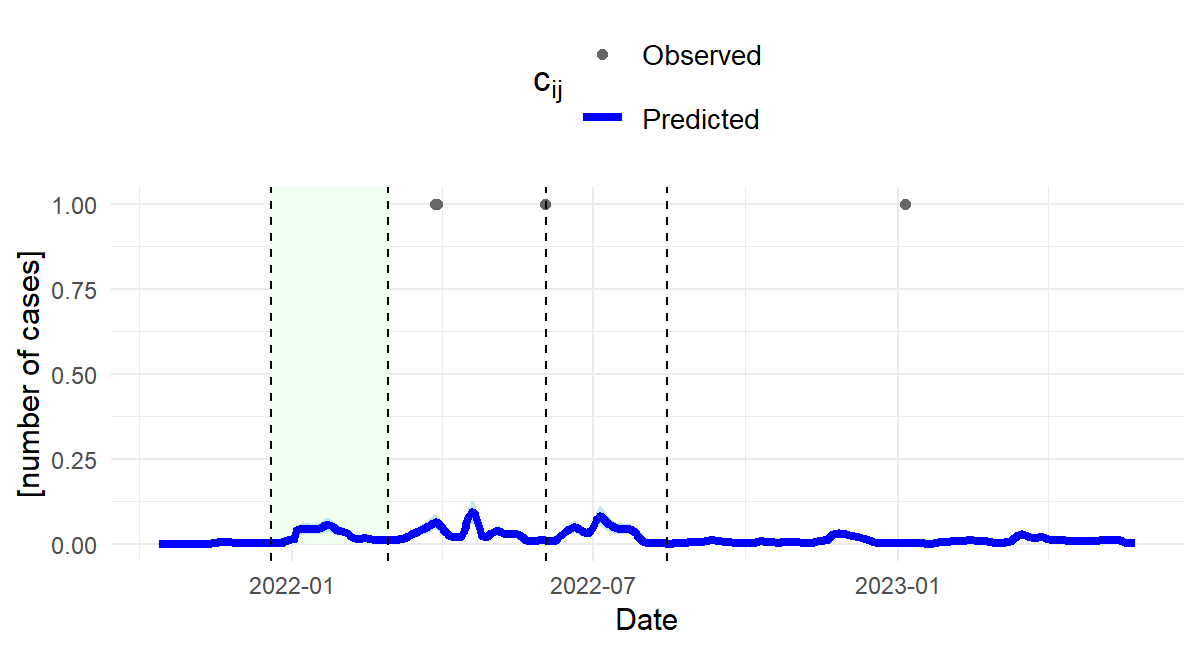 Observed
c_ij
Predicted
1.00
0.75
0.50
0.25
0.00
[number of cases]
2022-01
2022-07
2023-01
Date